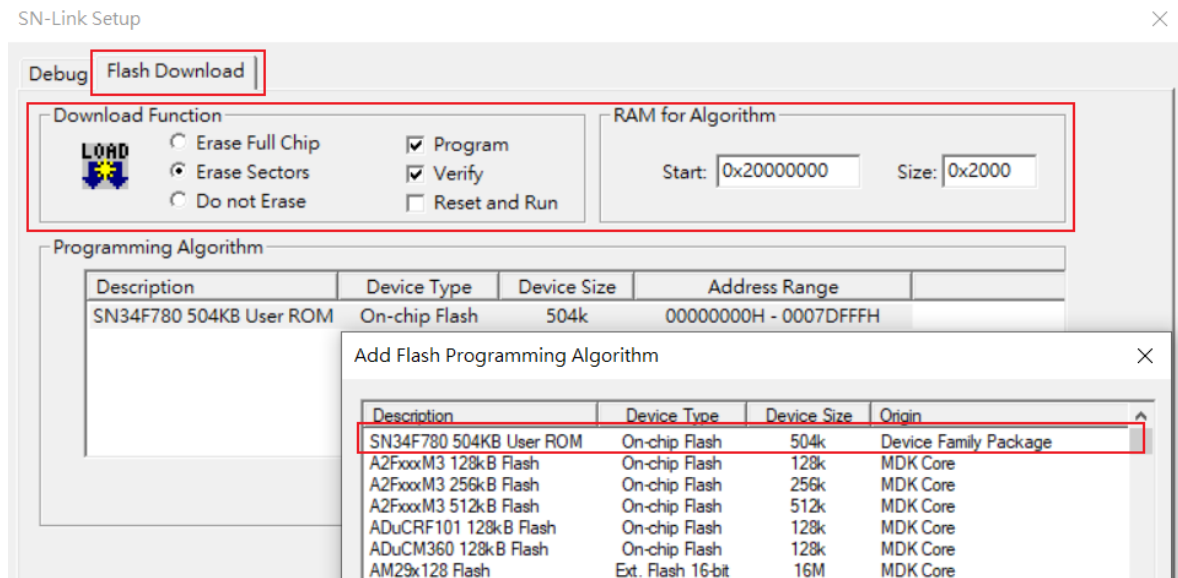 SN-Link Setup
Debug Flash Download
Download Function
LOAD
Erase Full Chip
Erase Sectors
Do not Erase
Program
Verify
Reset and Run
RAM for Algorithm
Start: 0x20000000 Size: 0x2000
Programming Algorithm
Description Device Type Device Size Address Range
SN34F780 504KB User ROM On-chip Flash 504k 00000000H - 0007DFFFH
Add Flash Programming Algorithm
Description Device Type Device Size Origin
SN34F780 504KB User ROM On-chip Flash 504k Device Family Package
A2FxxxM3 128kB Flash On-chip Flash 128k MDK Core
A2FxxxM3 256kB Flash On-chip Flash 256k MDK Core
A2FxxxM3 512kB Flash On-chip Flash 512k MDK Core
ADuCRF101 128kB Flash On-chip Flash 128k MDK Core
ADuCM360 128kB Flash On-chip Flash 128k MDK Core
AM29x128 Flash Ext. Flash 16-bit 16M MDK Core